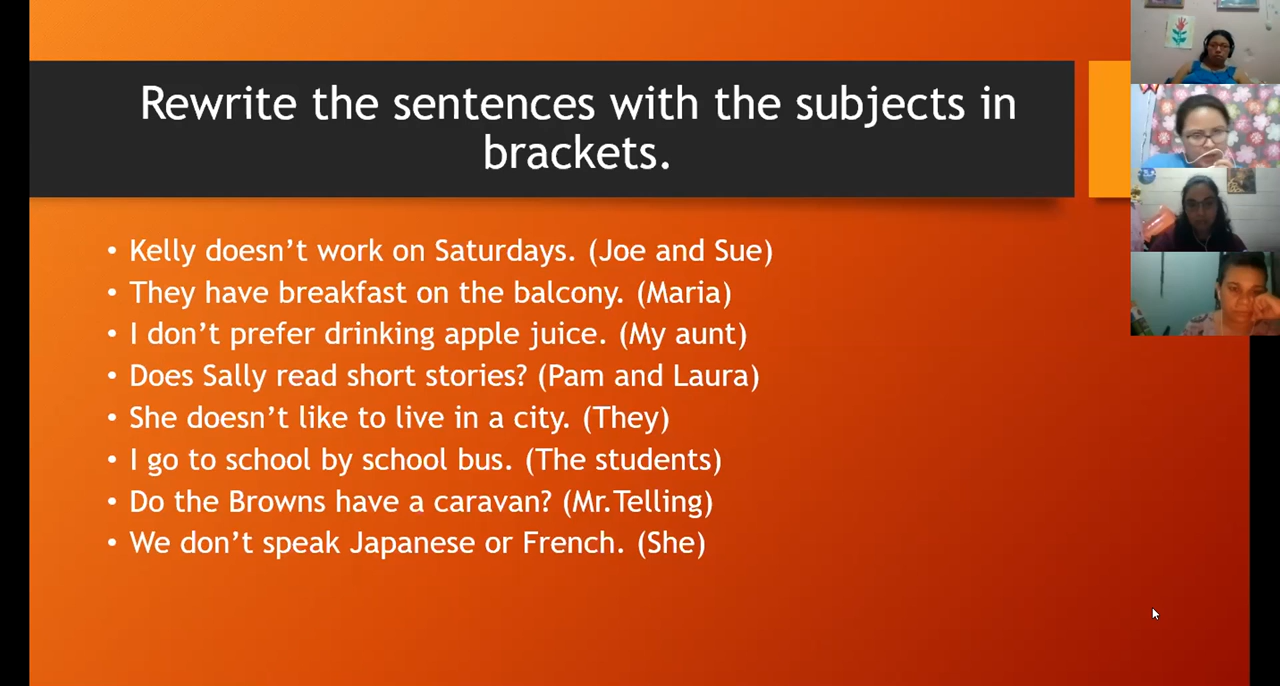 Rewrite the sentences with the subjects in
brackets.
• Kelly doesn't work on Saturdays. (Joe and Sue)
• They have breakfast on the balcony. (Maria)
• I don't prefer drinking apple juice. (My aunt)
• Does Sally read short stories? (Pam and Laura)
• She doesn't like to live in a city. (They)
• I go to school by school bus. (The students)
• Do the Browns have a caravan? (Mr.Telling)
• We don't speak Japanese or French. (She)